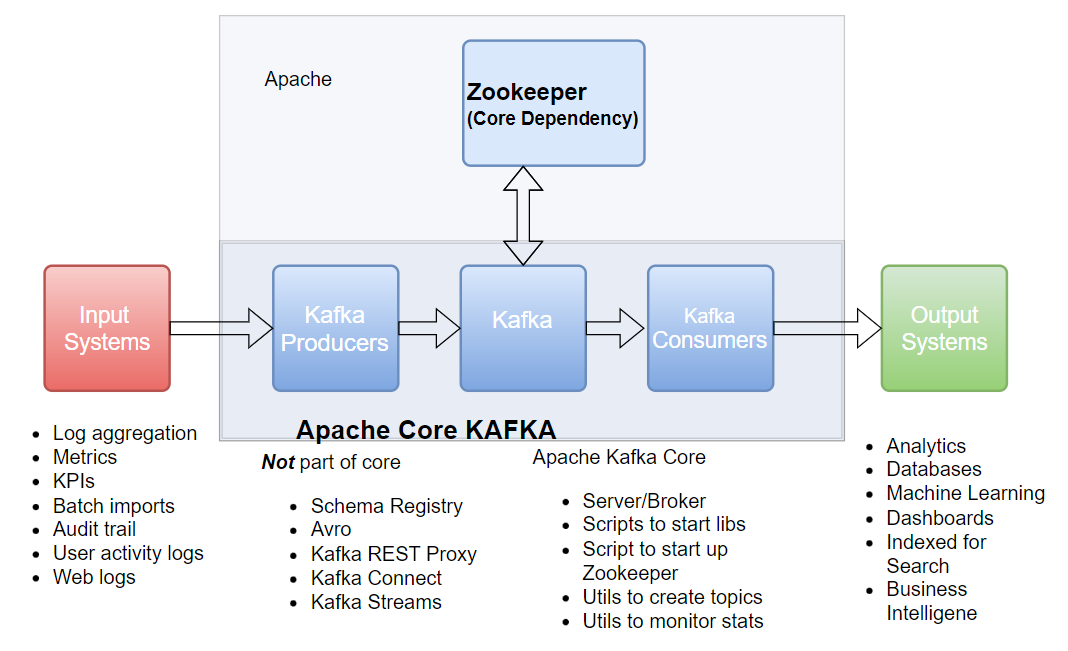 Apache
Zookeeper
(Core Dependency)
Input
Systems
Kafka
Producers
Kafka
Kafka
Consumers
Output
Systems
Apache Core KAFKA
• Log aggregation
• Metrics
• KPIs
• Batch imports
• Audit trail
• User activity logs
• Web logs
Not part of core
• Schema Registry
• Avro
• Kafka REST Proxy
• Kafka Connect
• Kafka Streams
Apache Kafka Core
• Server/Broker
• Scripts to start libs
• Script to start up
Zookeeper
• Utils to create topics
• Utils to monitor stats
• Analytics
• Databases
• Machine Learning
• Dashboards
• Indexed for
Search
• Business
Intelligene